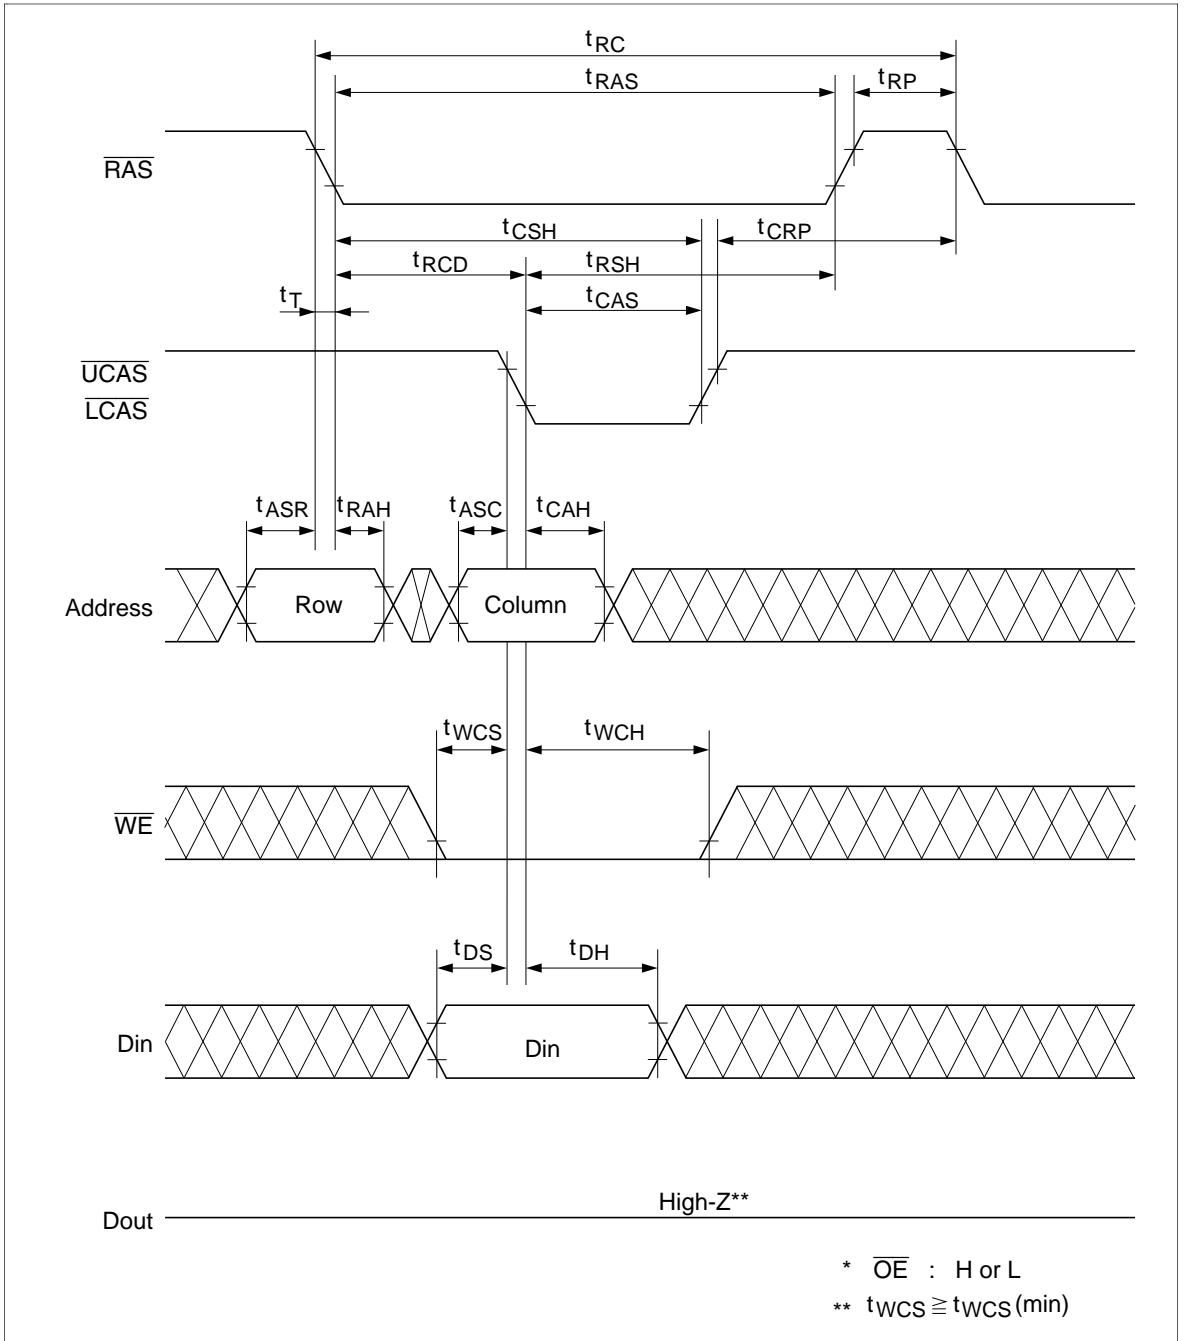 tRC
tRAS
tRP
RAS
tCSH
tCRP
tRCD
tRSH
tT
tCAS
UCAS
LCAS
tASR
tRAH
tASC
tCAH
Address
Row
Column
tWCS
tWCH
WE
tDS
tDH
Din
Din
High-Z**
Dout
* OE : H or L
** tWCS ≧ tWCS(min)